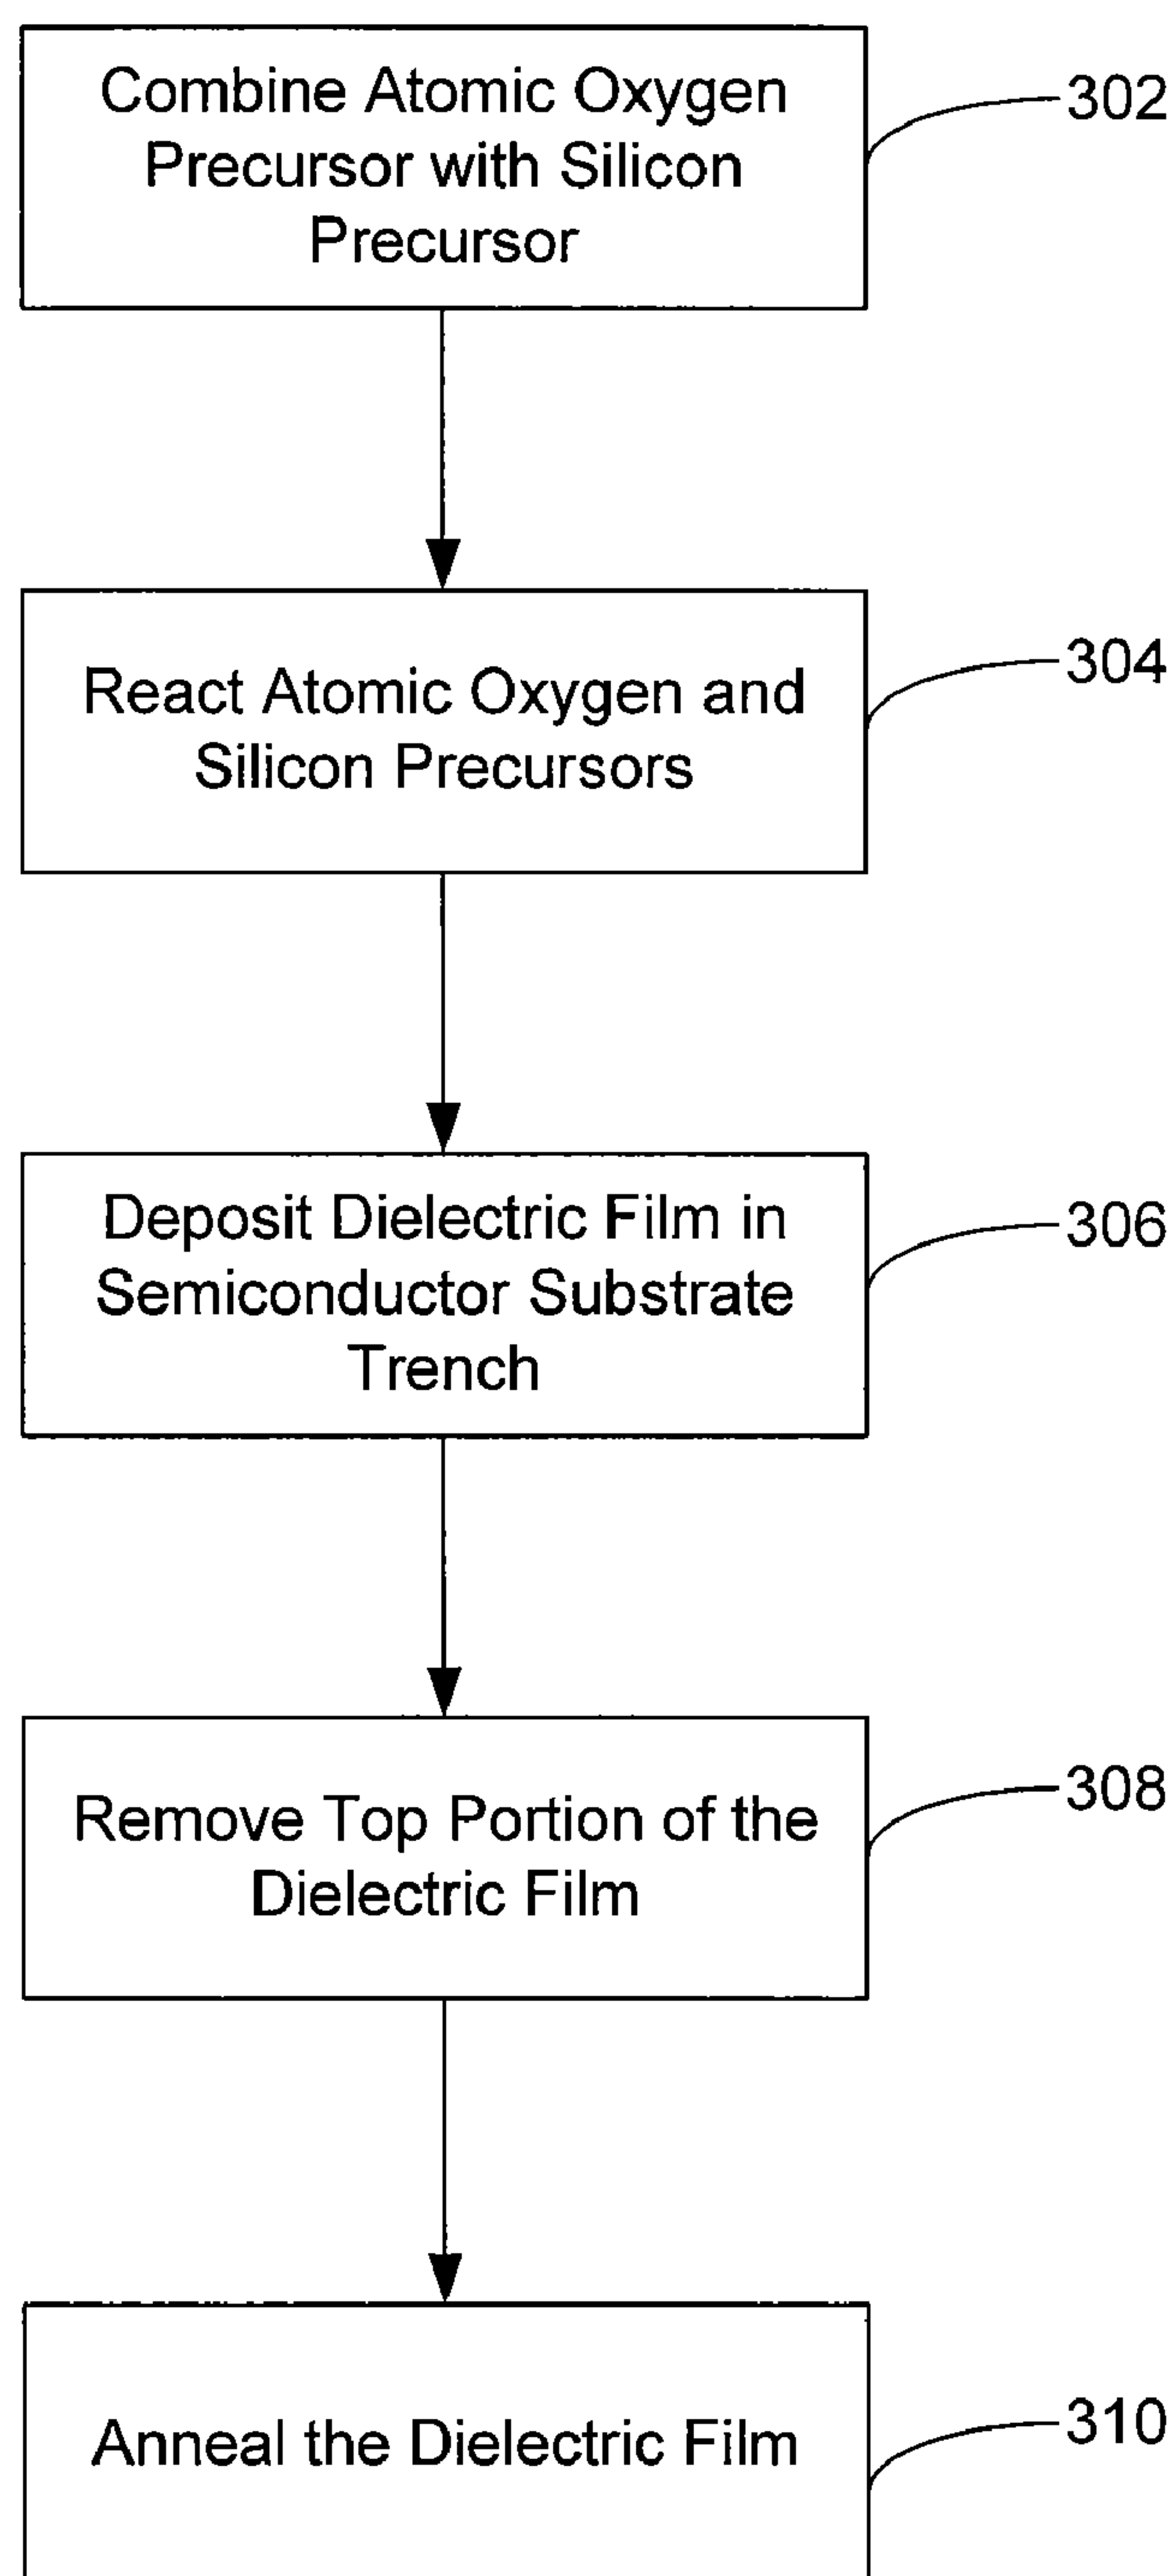 Combine Atomic Oxygen
Precursor with Silicon
Precursor
302
React Atomic Oxygen and
Silicon Precursors
304
Deposit Dielectric Film in
Semiconductor Substrate
Trench
306
Remove Top Portion of the
Dielectric Film
308
Anneal the Dielectric Film
310